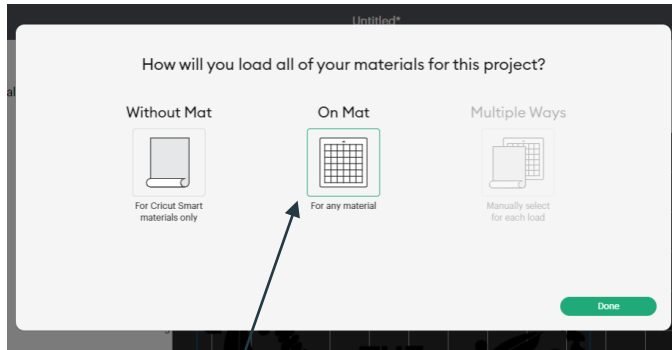 Untitled*
How will you load all of your materials for this project?
Without Mat
On Mat
Multiple Ways
For Cricut Smart
materials only
For any material
Manually select
for each load
Done
THE